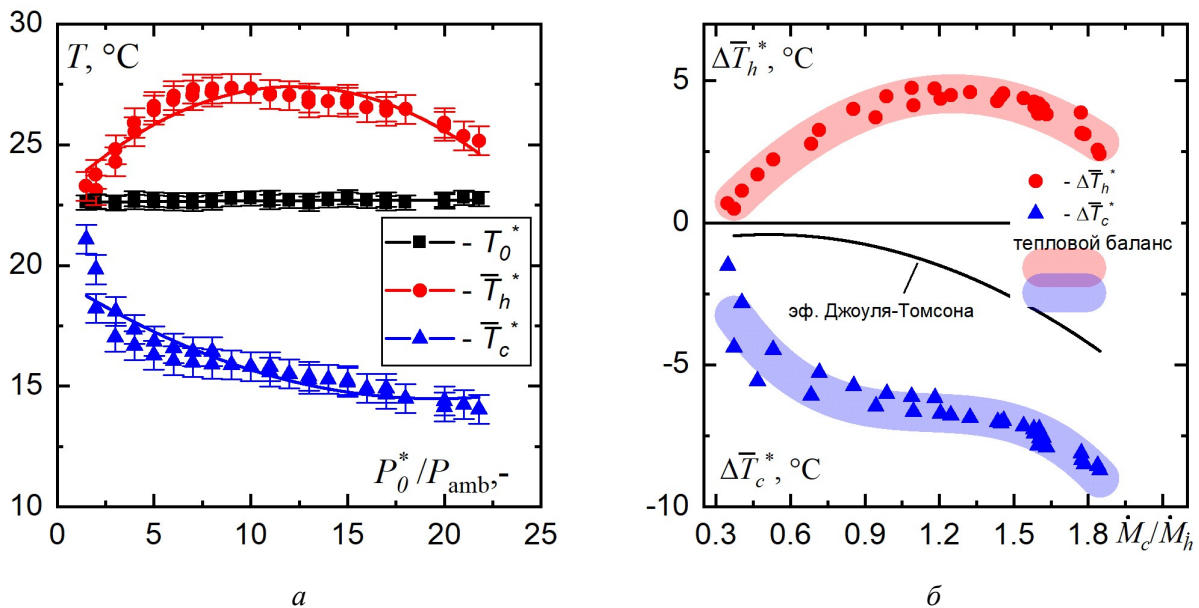 T, °C
30
25
20
15
10
0
5
10
15
20
25
- T̅₀*
- T̅ₕ*
- T̅c*
P₀*/Pamb,-
а
ΔT̅ₕ*, °C
5
0
-5
-10
- ΔT̅ₕ*
- ΔT̅c*
тепловой баланс
эф. Джоуля-Томсона
ΔT̅c*, °C
0.3
0.6
0.9
1.2
1.5
1.8
Ṁc/Ṁₕ
б